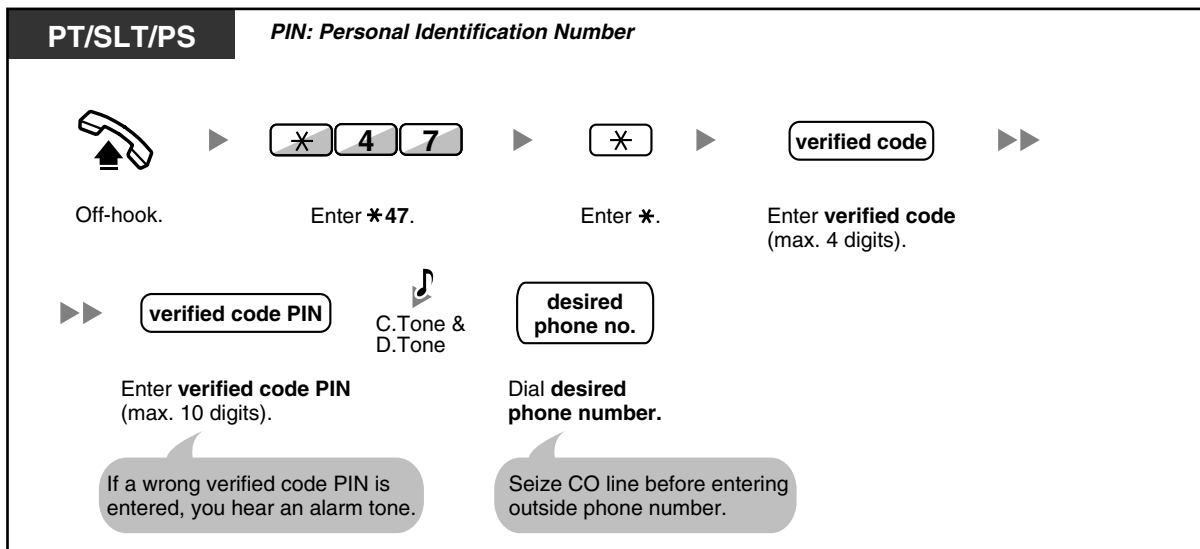 PT/SLT/PS
PIN: Personal Identification Number
* 4 7
*
verified code
Off-hook.
Enter *47.
Enter *.
Enter verified code
(max. 4 digits).
verified code PIN
C.Tone &
D.Tone
desired
phone no.
Enter verified code PIN
(max. 10 digits).
Dial desired
phone number.
If a wrong verified code PIN is
entered, you hear an alarm tone.
Seize CO line before entering
outside phone number.